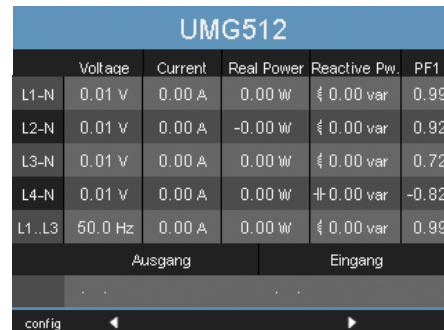 UMG512
Voltage Current Real Power Reactive Pw. PF1
L1-N 0.01 V 0.00 A 0.00 W 0.00 var 0.99
L2-N 0.01 V 0.00 A -0.00 W 0.00 var 0.92
L3-N 0.01 V 0.00 A 0.00 W 0.00 var 0.72
L4-N 0.01 V 0.00 A 0.00 W 0.00 var -0.82
L1..L3 50.0 Hz 0.00 A 0.00 W 0.00 var 0.99
Ausgang Eingang
config